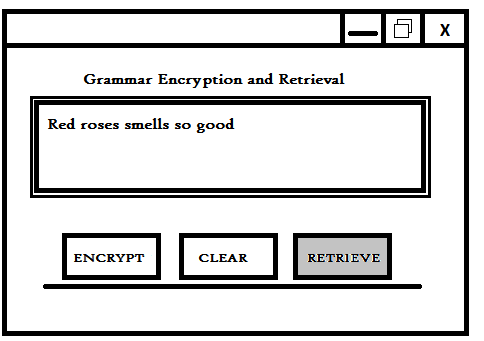 X
Grammar Encryption and Retrieval
Red roses smells so good
ENCRYPT CLEAR RETRIEVE